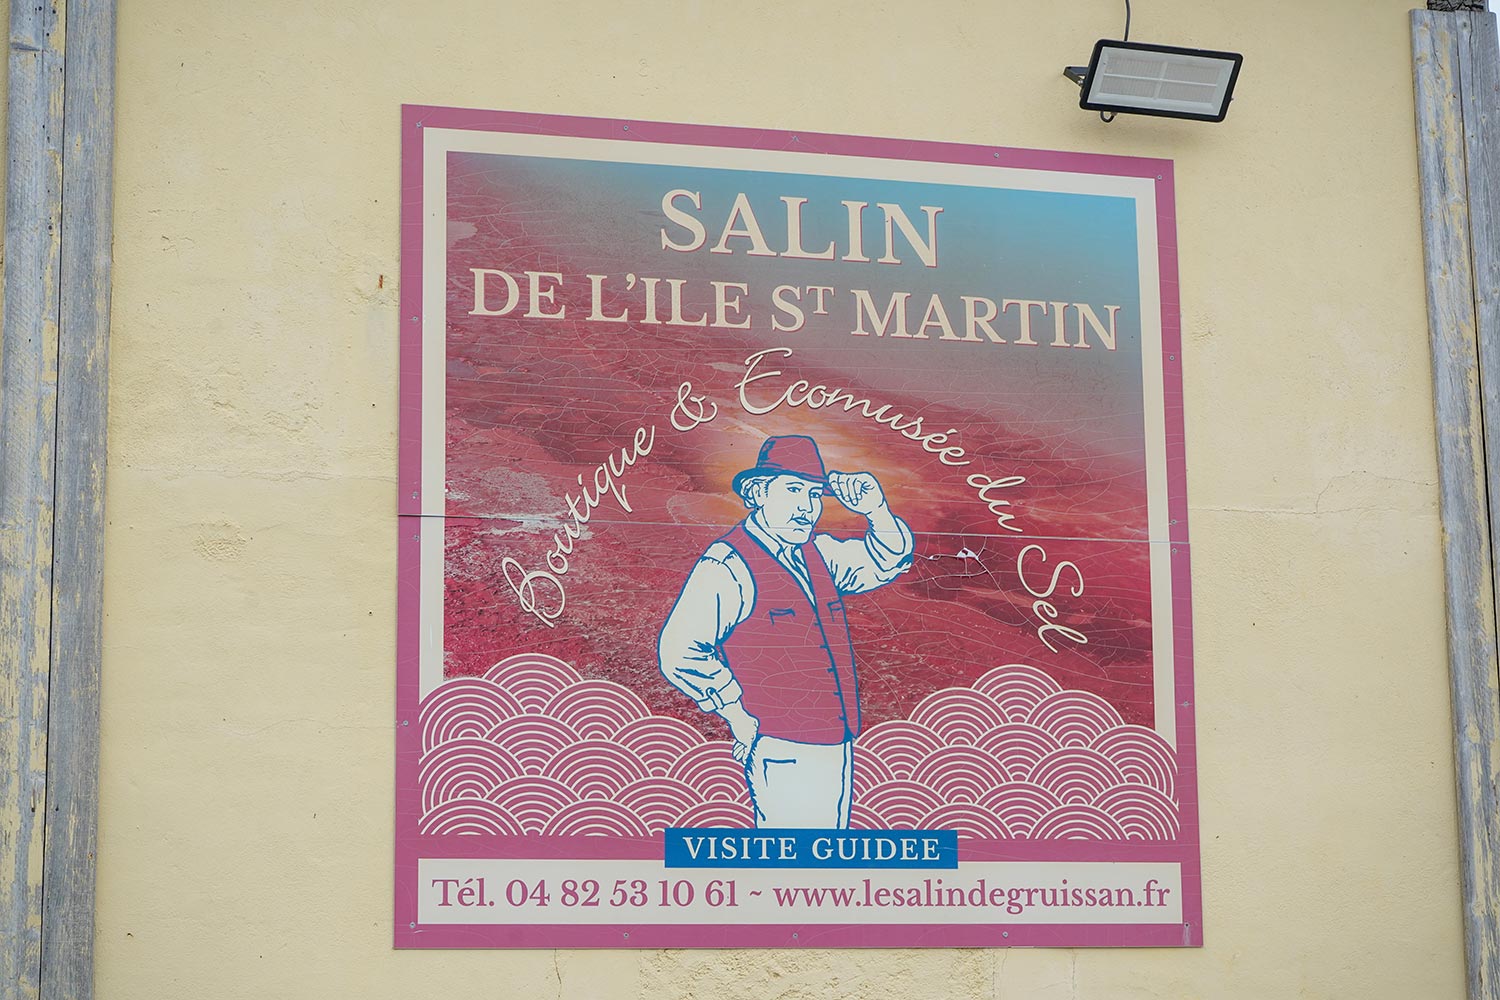 SALIN
DE L'ILE ST MARTIN
Boutique & Ecomusée du Sel
VISITE GUIDEE
Tél. 04 82 53 10 61 ~ www.lesalindegruissan.fr